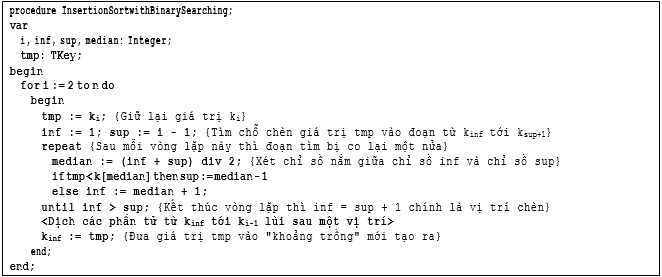 procedure InsertionSortwithBinarySearching;
var
i, inf, sup, median: Integer;
tmp: TKey;
begin
for i := 2 to n do
begin
tmp := ki; {Giữ lại giá trị ki}
inf := 1; sup := i - 1; {Tìm chỗ chèn giá trị tmp vào đoạn từ kinf tới ksup+1}
repeat {Sau mỗi vòng lặp này thì đoạn tìm bị co lại một nửa}
median := (inf + sup) div 2; {Xét chỉ số nằm giữa chỉ số inf và chỉ số sup}
if tmp<k[median] then sup:=median-1
else inf := median + 1;
until inf > sup; {Kết thúc vòng lặp thì inf = sup + 1 chính là vị trí chèn}
<Dịch các phần tử từ kinf tới ki-1 lùi sau một vị trí>
kinf := tmp; {Đưa giá trị tmp vào "khoảng trống" mới tạo ra}
end;
end;